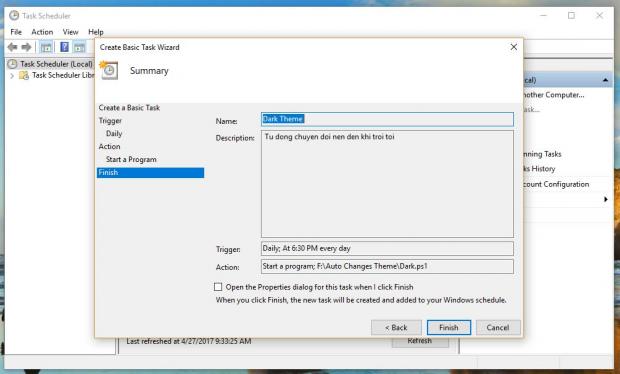 Task Scheduler
File Action View Help
Create Basic Task Wizard
Task Scheduler (Local)
Task Scheduler Libr
Summary
Create a Basic Task
Trigger
Daily
Action
Start a Program
Finish
Name:
Dark Theme
Description:
Tu dong chuyen doi nen den khi troi toi
Trigger:
Daily; At 6:30 PM every day
Action:
Start a program; F:\Auto Changes Theme\Dark.ps1
Open the Properties dialog for this task when I click Finish
When you click Finish, the new task will be created and added to your Windows schedule.
< Back
Finish
Cancel
cal)
nother Computer...
ask...
nning Tasks
ks History
count Configuration
Last refreshed at 4/27/2017 9:33:25 AM
Refresh